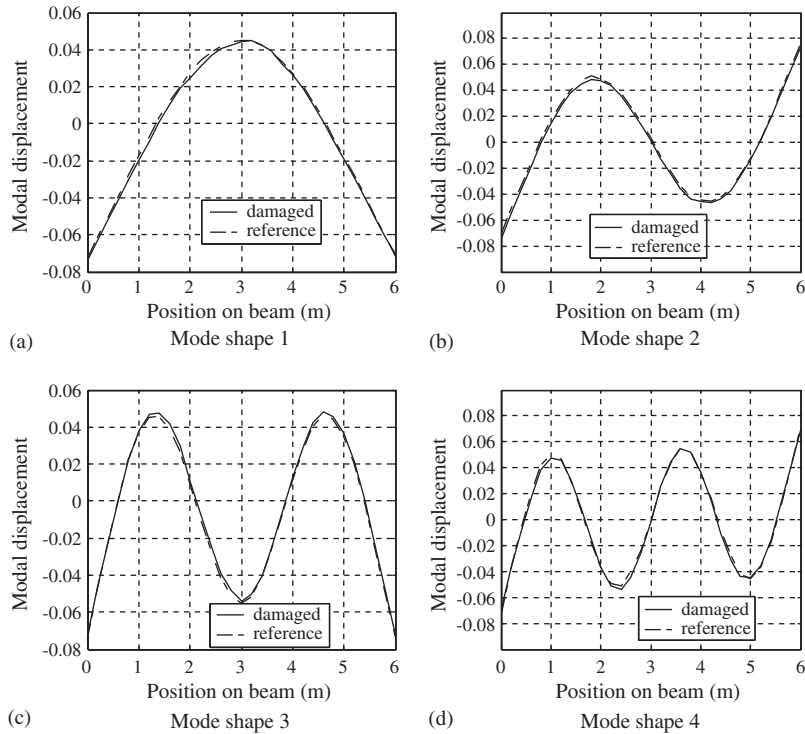 0.06
0.04
0.02
0
-0.02
-0.04
-0.06
-0.08
Modal displacement
damaged
reference
0 1 2 3 4 5 6
Position on beam (m)
(a)
Mode shape 1
0.08
0.06
0.04
0.02
0
-0.02
-0.04
-0.06
-0.08
Modal displacement
damaged
reference
0 1 2 3 4 5 6
Position on beam (m)
(b)
Mode shape 2
0.06
0.04
0.02
0
-0.02
-0.04
-0.06
-0.08
Modal displacement
damaged
reference
0 1 2 3 4 5 6
Position on beam (m)
(c)
Mode shape 3
0.08
0.06
0.04
0.02
0
-0.02
-0.04
-0.06
-0.08
Modal displacement
damaged
reference
0 1 2 3 4 5 6
Position on beam (m)
(d)
Mode shape 4